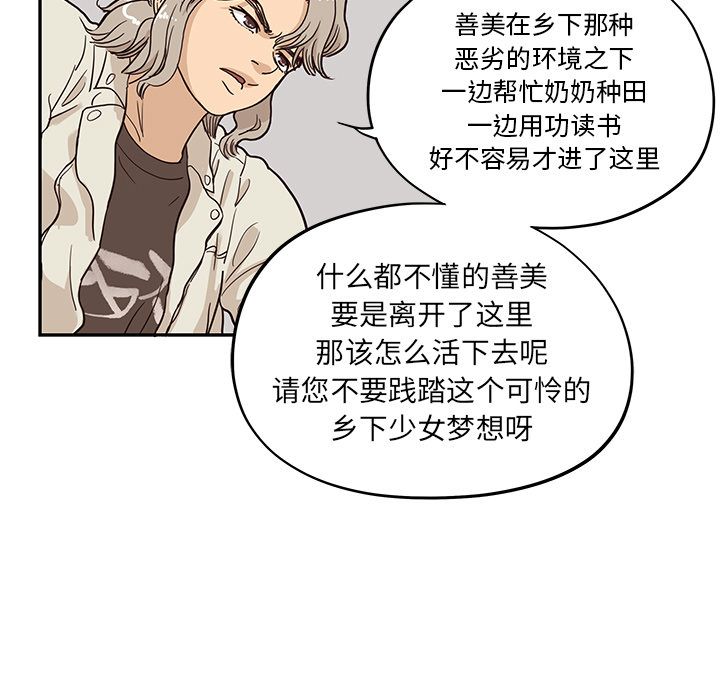 善美在乡下那种
恶劣的环境之下
一边帮忙奶奶种田
一边用功读书
好不容易才进了这里
什么都不懂的善美
要是离开了这里
那该怎么活下去呢
请您不要践踏这个可怜的
乡下少女梦想呀